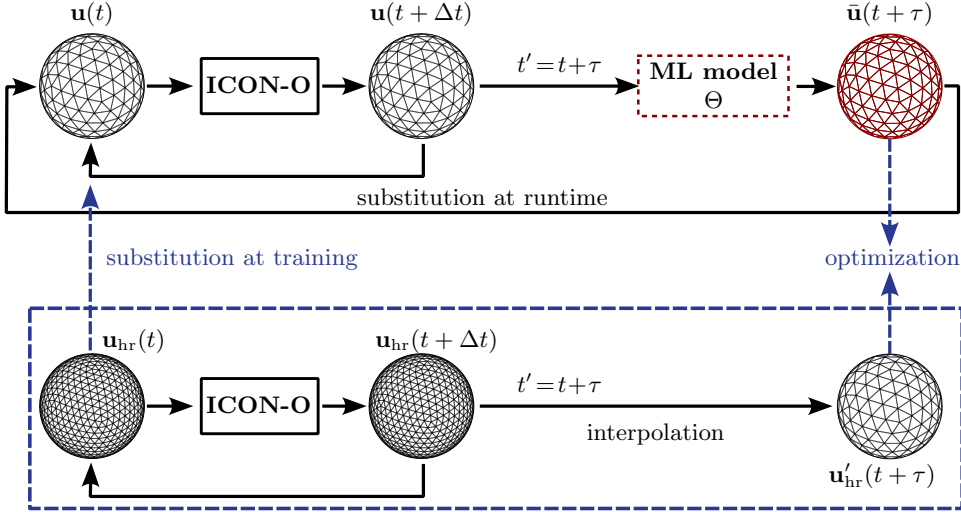 u(t)
u(t + Δt)
ū(t + τ)
ICON-O
t′ = t+τ
ML model
Θ
substitution at runtime
substitution at training
optimization
u_hr(t)
u_hr(t + Δt)
ICON-O
t′ = t+τ
interpolation
u′_hr(t + τ)